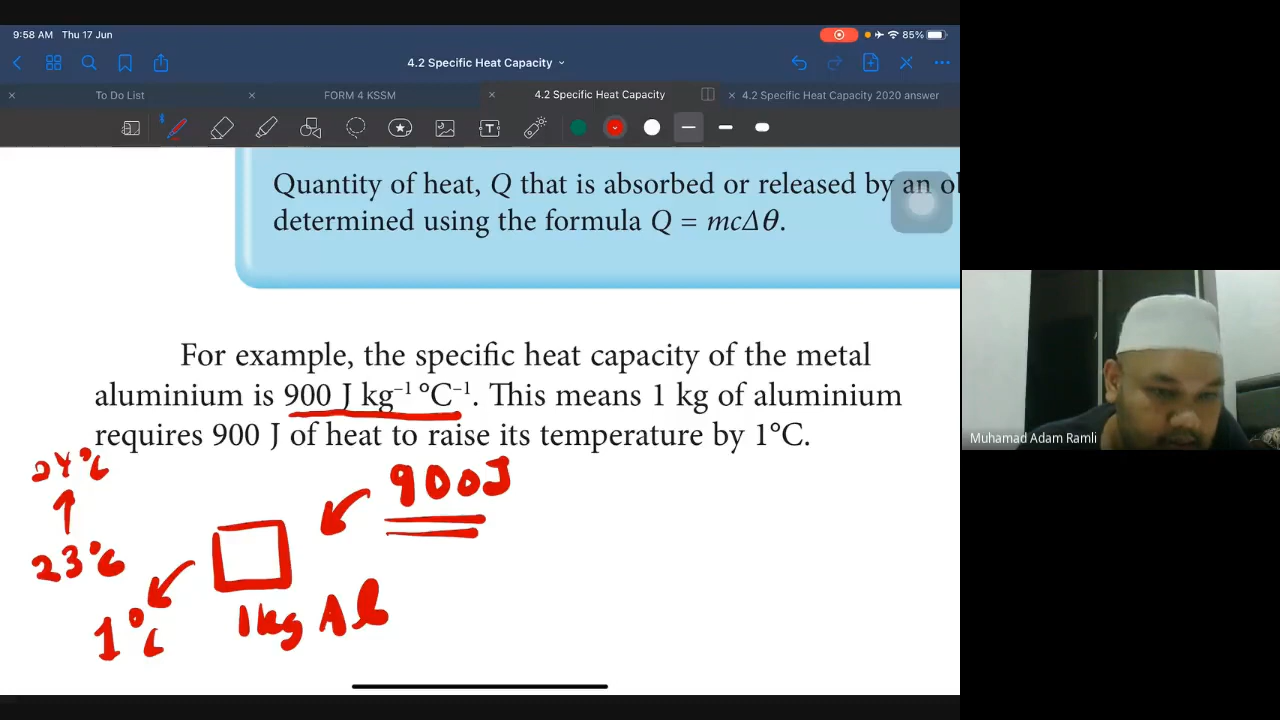 9:58 AM Thu 17 Jun
85%
4.2 Specific Heat Capacity
To Do List
FORM 4 KSSM
4.2 Specific Heat Capacity
4.2 Specific Heat Capacity 2020 answer
T
Quantity of heat, Q that is absorbed or released by an
determined using the formula Q = mcΔθ.
For example, the specific heat capacity of the metal
aluminium is 900 J kg⁻¹ °C⁻¹. This means 1 kg of aluminium
requires 900 J of heat to raise its temperature by 1°C.
24°C
900J
23°C
1°C
1kg Al
Muhamad Adam Ramli